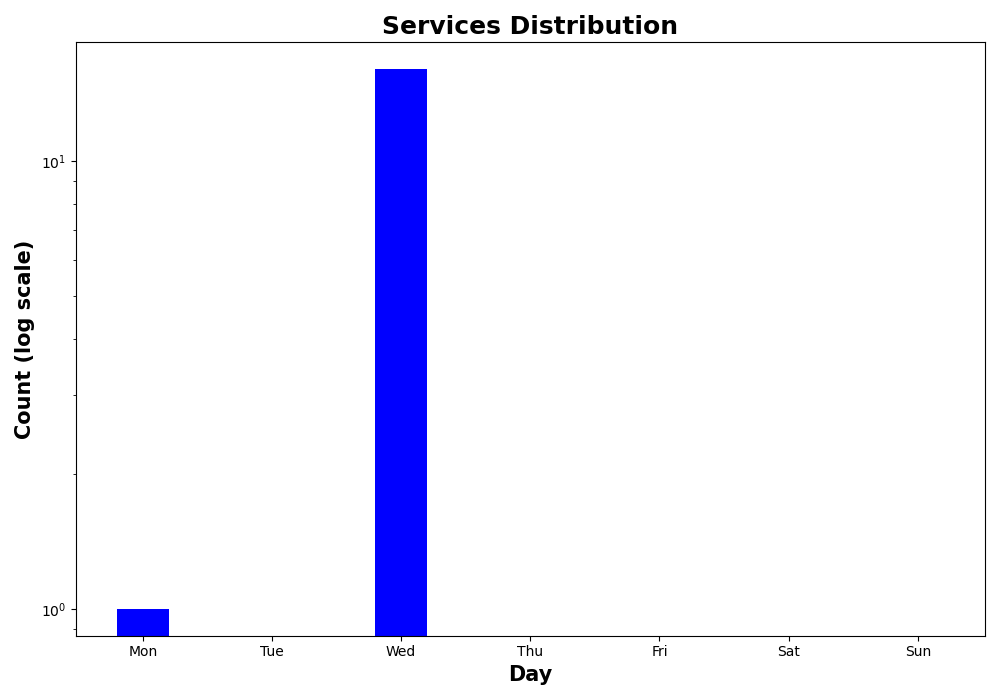 Services Distribution
Count (log scale)
10¹
10⁰
Mon Tue Wed Thu Fri Sat Sun
Day